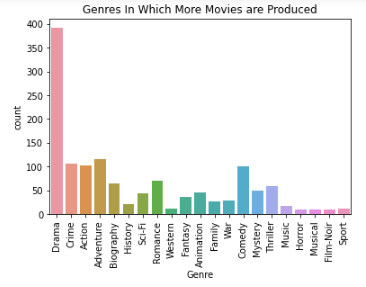 Genres In Which More Movies are Produced
400
350
300
250
200
150
100
50
0
count
Drama
Crime
Action
Adventure
Biography
History
Sci-Fi
Romance
Western
Fantasy
Animation
Family
War
Comedy
Mystery
Thriller
Music
Horror
Musical
Film-Noir
Sport
Genre